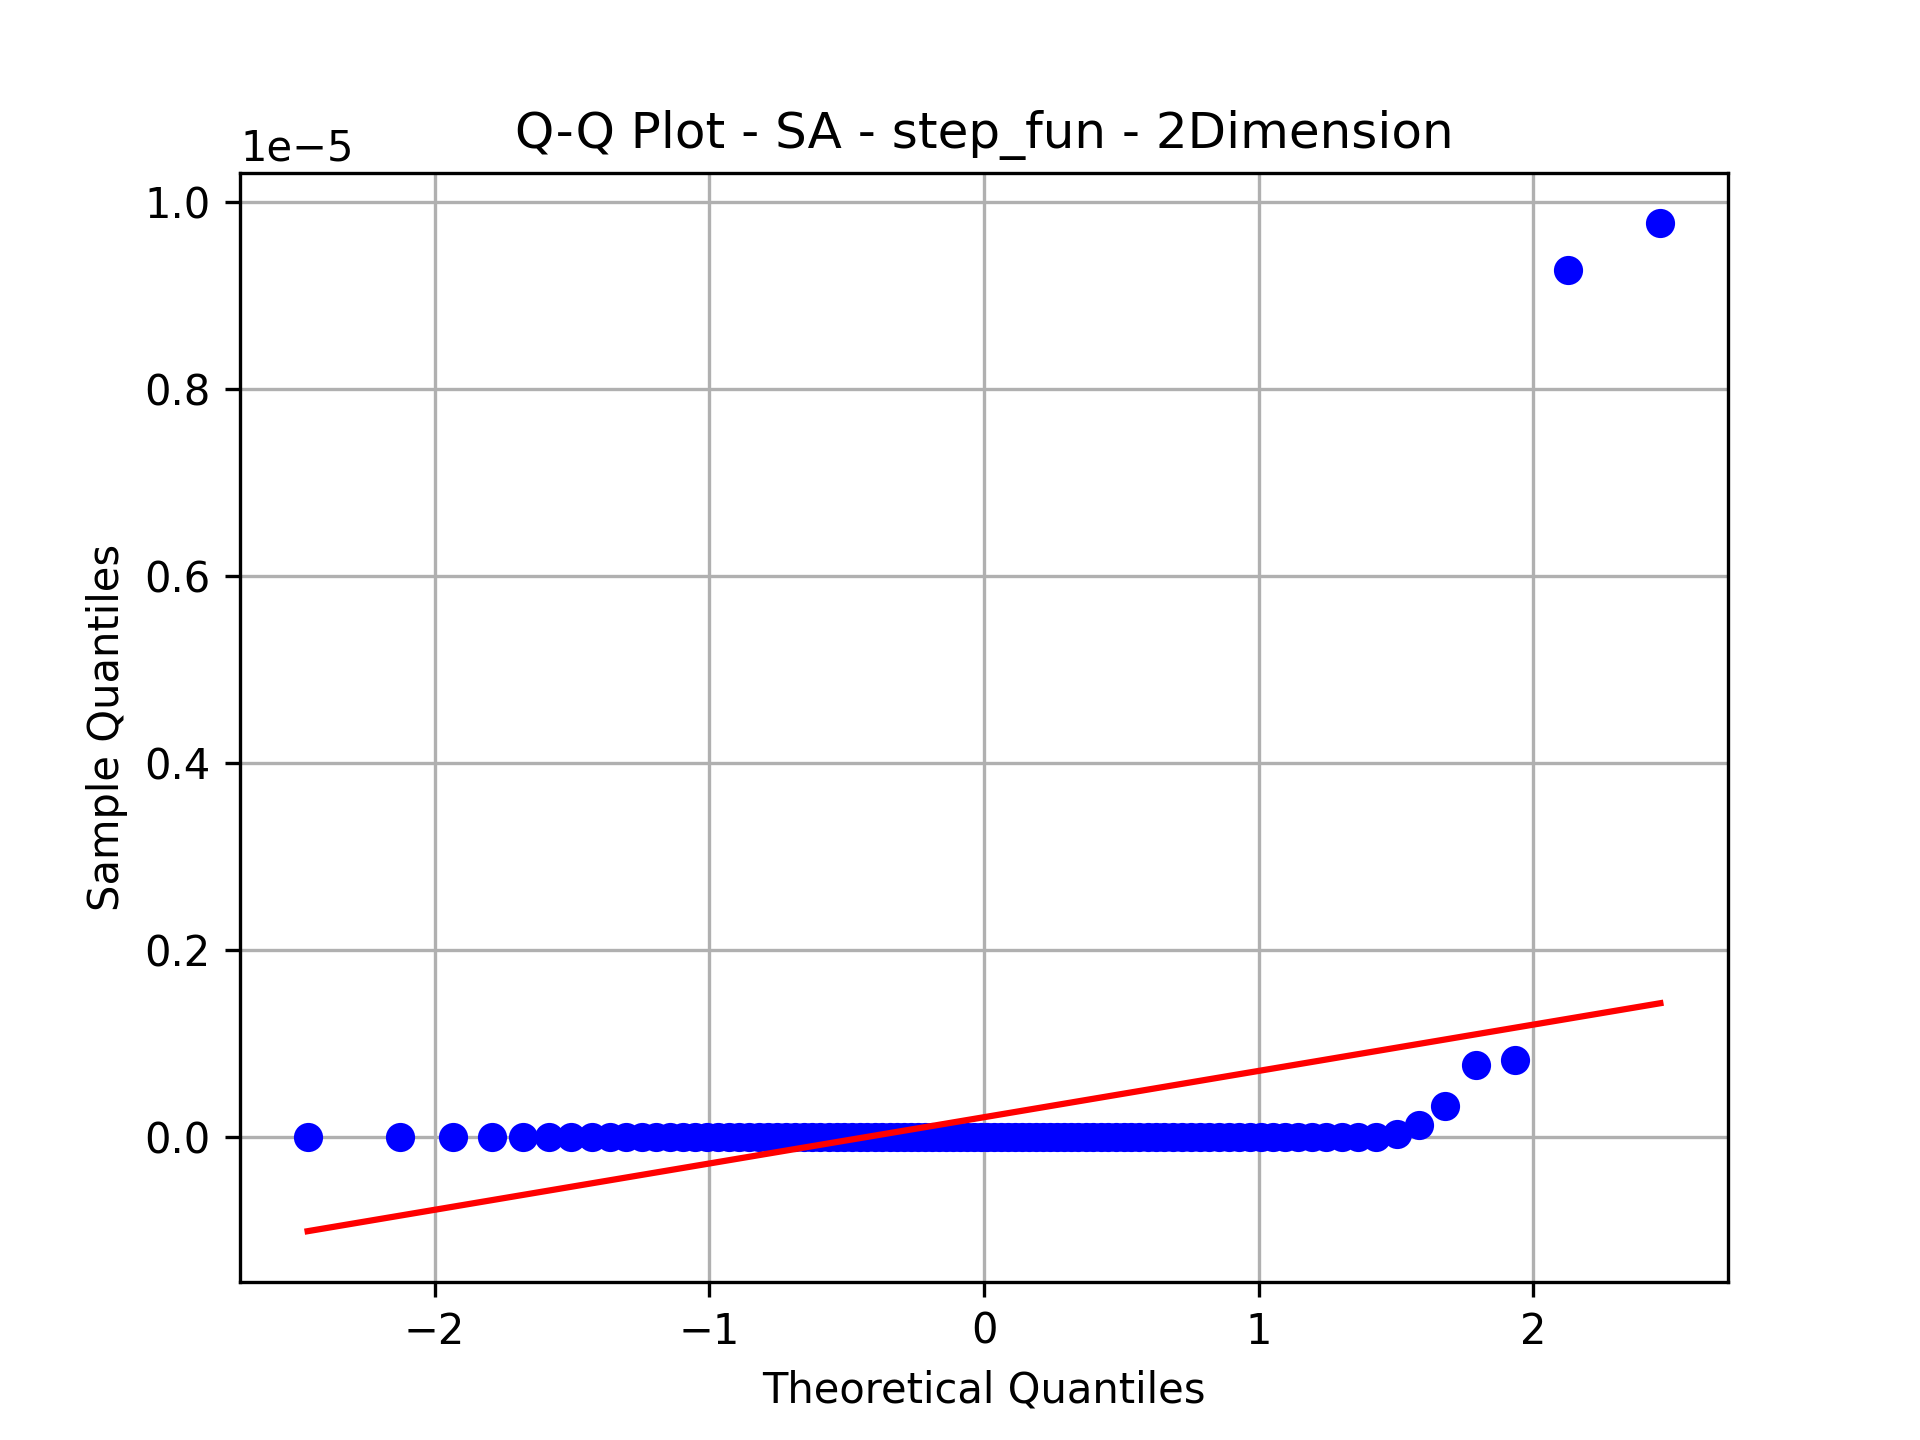 Q-Q Plot - SA - step_fun - 2Dimension
1e−5
1.0
0.8
0.6
0.4
0.2
0.0
Sample Quantiles
−2 −1 0 1 2
Theoretical Quantiles